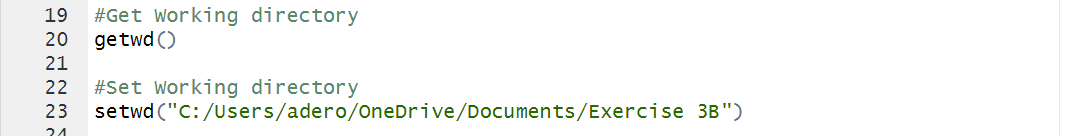 19 #Get Working directory
20 getwd()
21
22 #Set Working directory
23 setwd("C:/Users/adero/OneDrive/Documents/Exercise 3B")
24